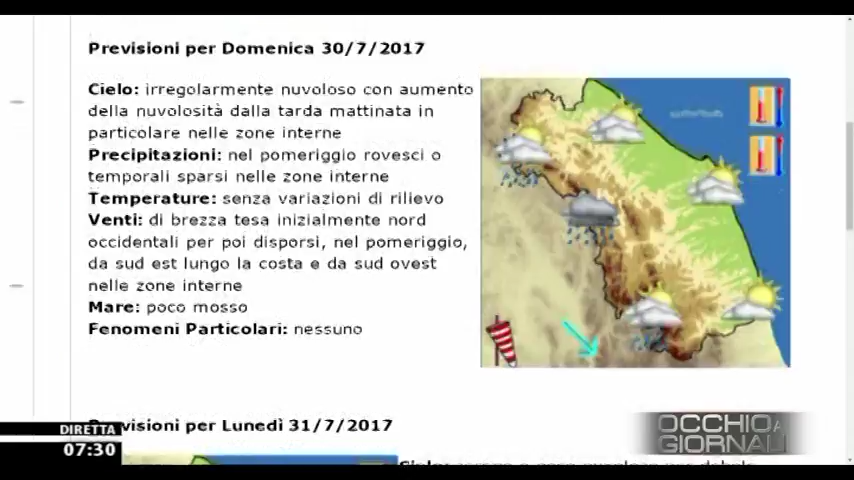 Previsioni per Domenica 30/7/2017
Cielo: irregolarmente nuvoloso con aumento
della nuvolosità dalla tarda mattinata in
particolare nelle zone interne
Precipitazioni: nel pomeriggio rovesci o
temporali sparsi nelle zone interne
Temperature: senza variazioni di rilievo
Venti: di brezza tesa inizialmente nord
occidentali per poi disporsi, nel pomeriggio,
da sud est lungo la costa e da sud ovest
nelle zone interne
Mare: poco mosso
Fenomeni Particolari: nessuno
visioni per Lunedì 31/7/2017
DIRETTA
07:30
OCCHIO AI
GIORNALI